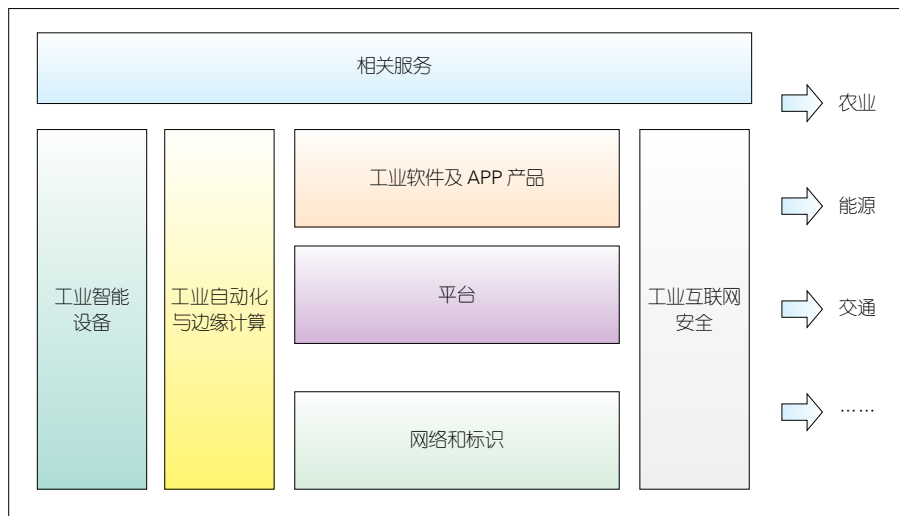 相关服务
农业
工业软件及 APP 产品
能源
工业智能
设备
工业自动化
与边缘计算
平台
工业互联网
安全
交通
网络和标识
……